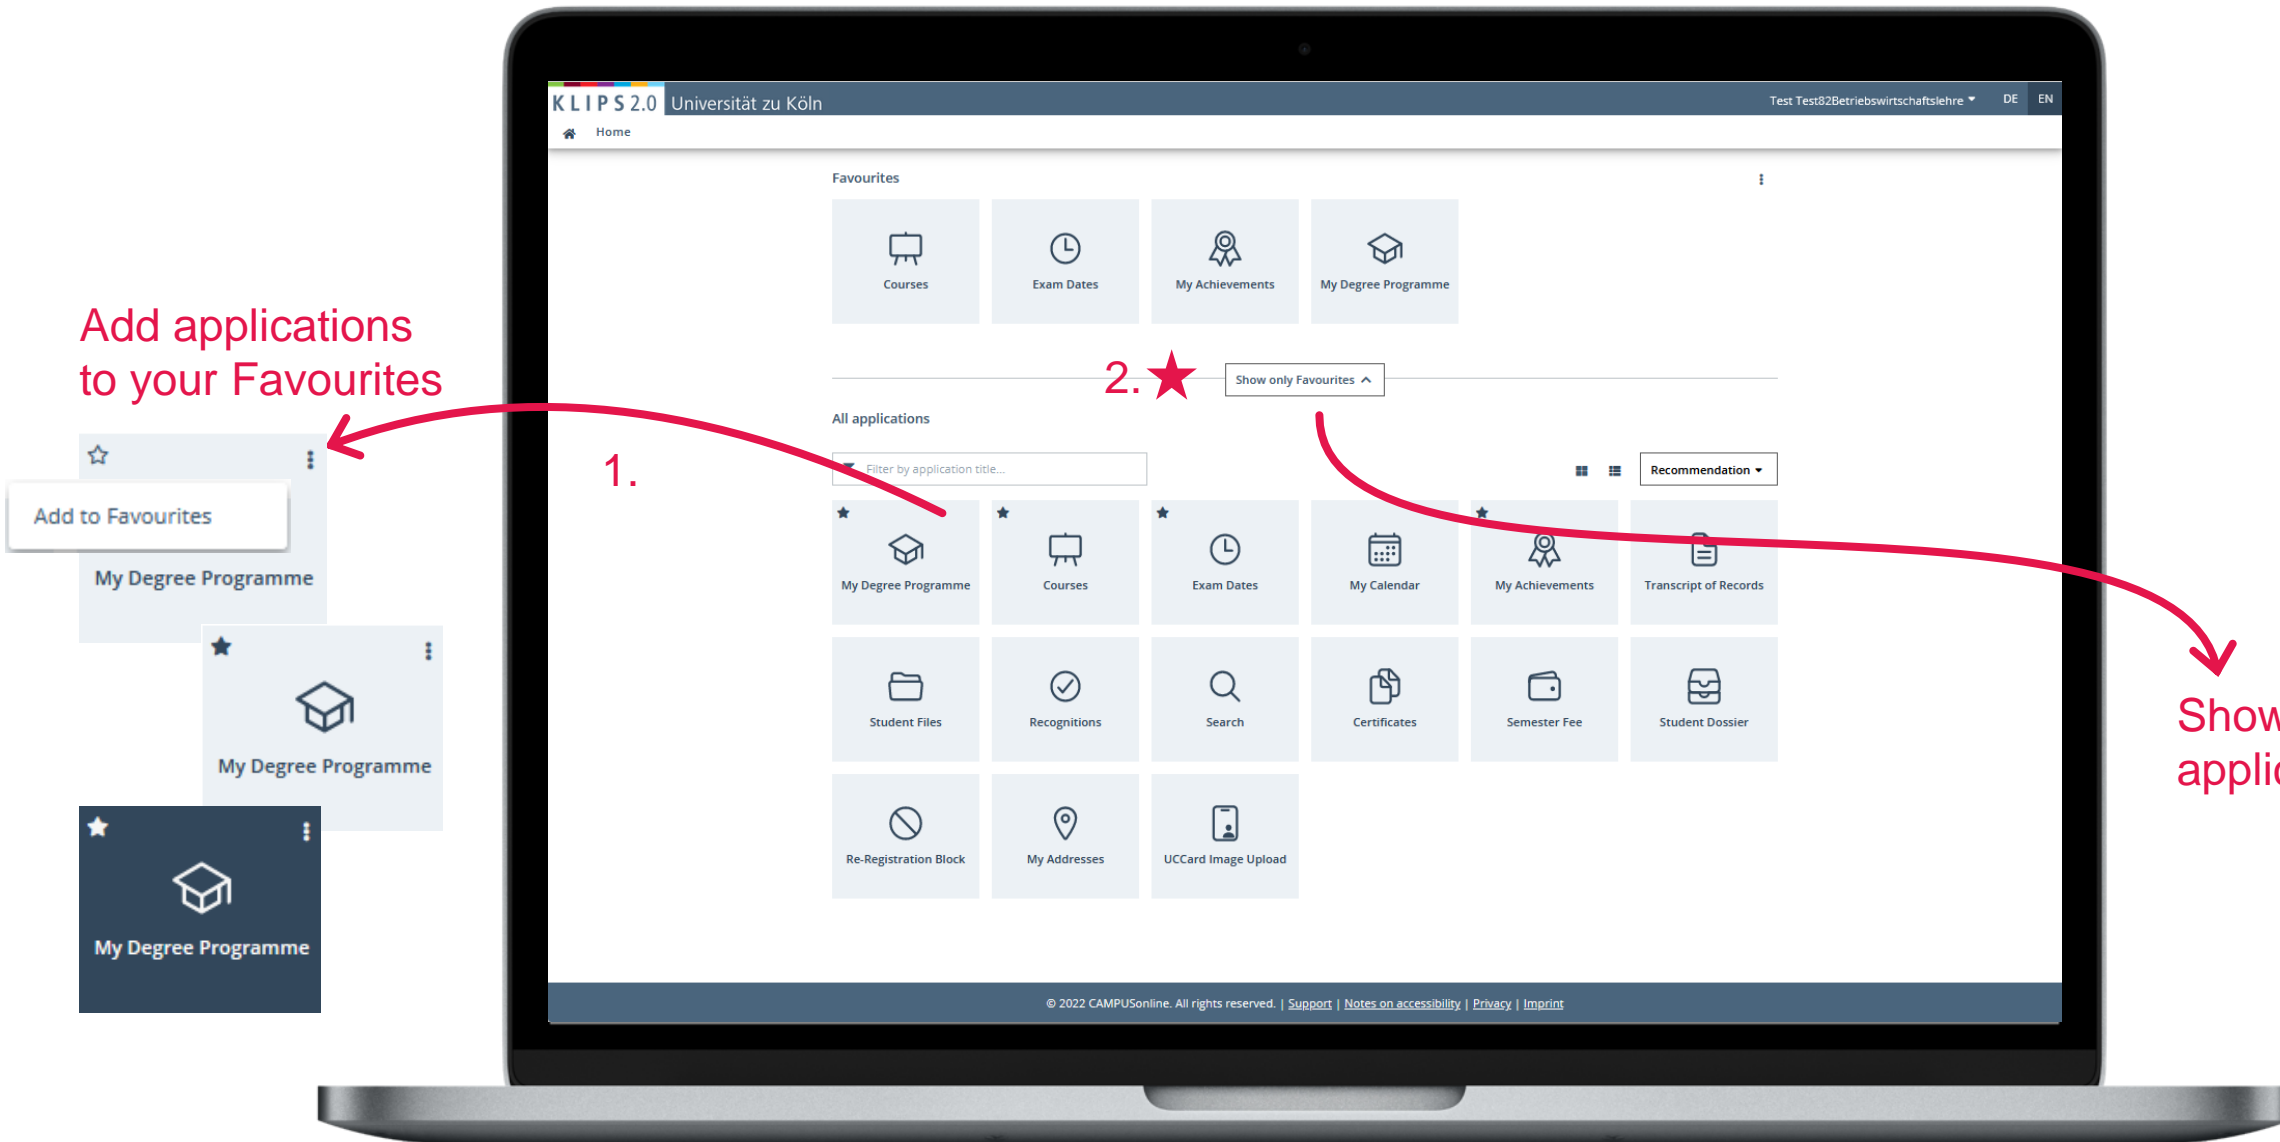 KLIPS 2.0 Universität zu Köln
Test Test82Betriebswirtschaftslehre DE EN
Home
Favourites
Courses
Exam Dates
My Achievements
My Degree Programme
Add applications
to your Favourites
2.
Show only Favourites
All applications
1.
Filter by application title...
Recommendation
Add to Favourites
My Degree Programme
My Degree Programme
My Degree Programme
My Degree Programme
Courses
Exam Dates
My Calendar
My Achievements
Transcript of Records
Student Files
Recognitions
Search
Certificates
Semester Fee
Student Dossier
Show
Re-Registration Block
My Addresses
UCCard Image Upload
© 2022 CAMPUSonline. All rights reserved. | Support | Notes on accessibility | Privacy | Imprint